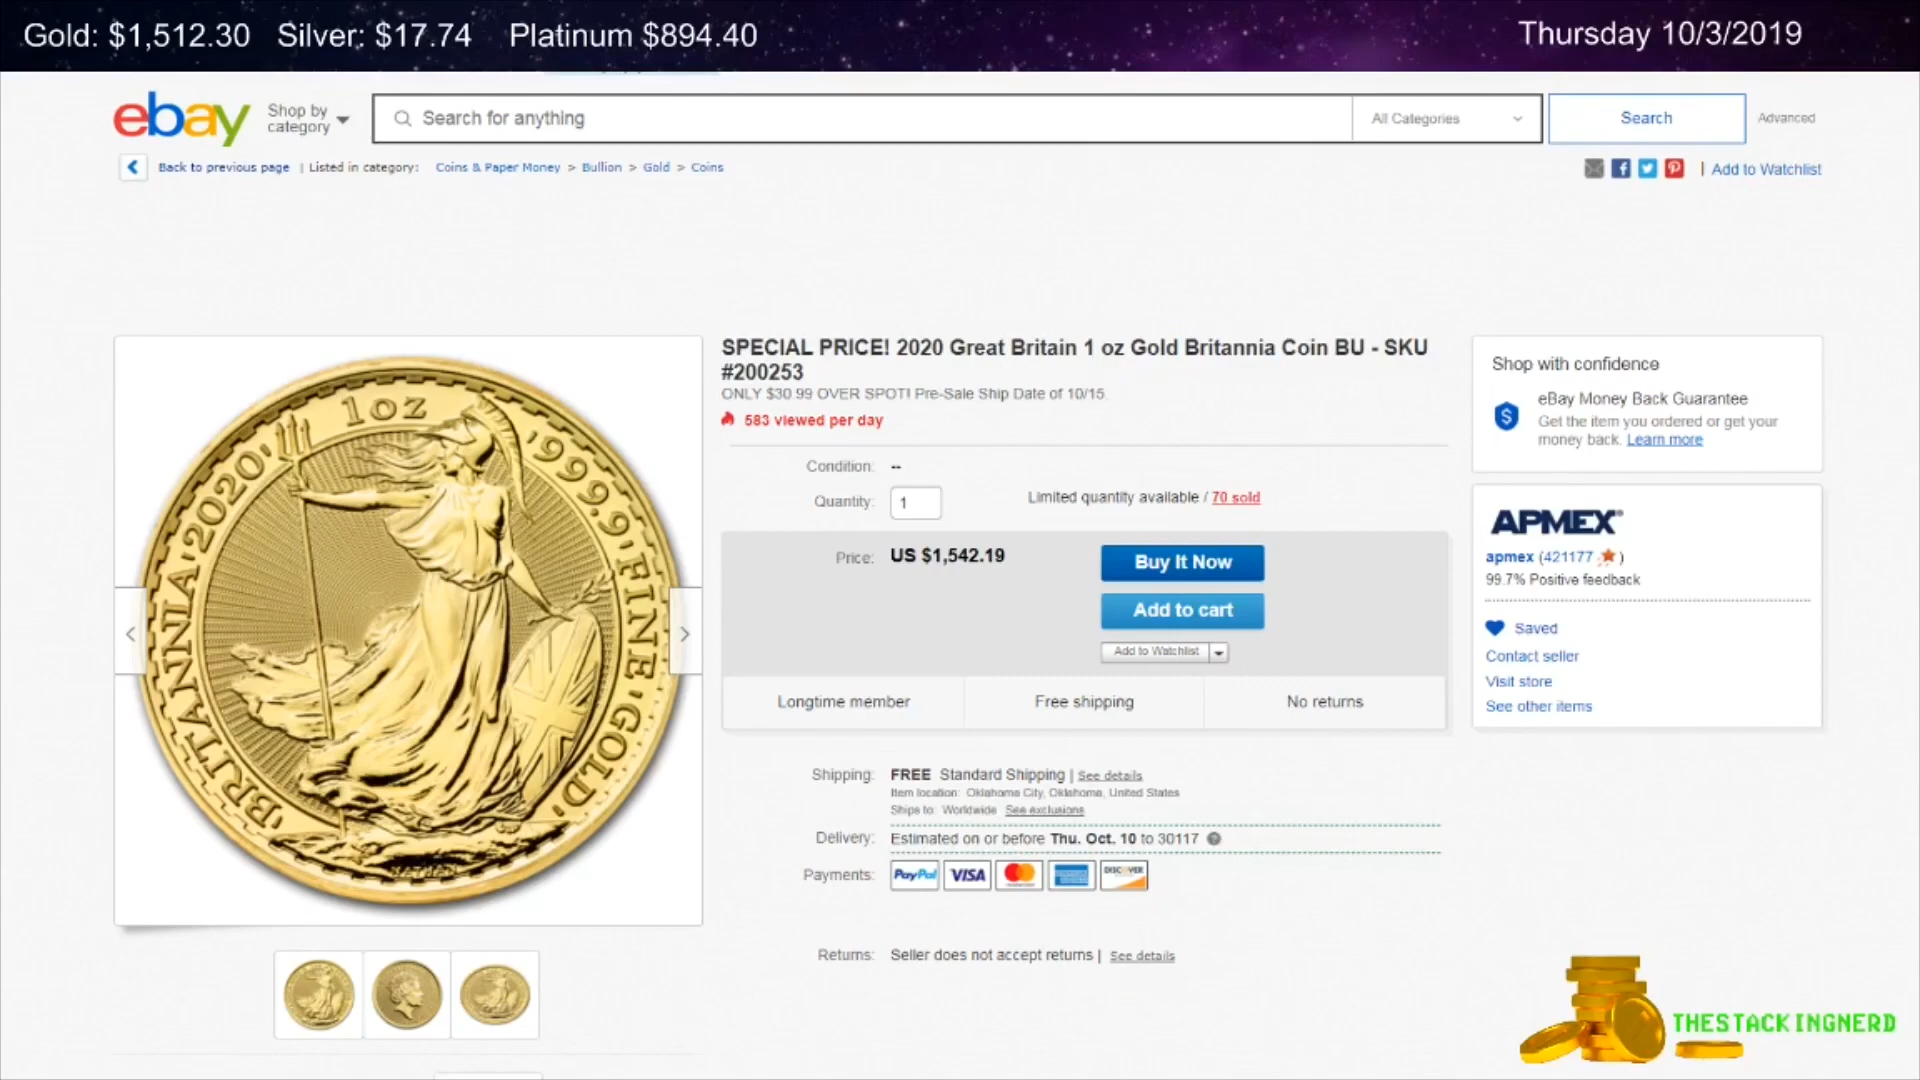 Gold: $1,512.30 Silver: $17.74 Platinum $894.40
Thursday 10/3/2019
ebay
Shop by
category
Search for anything
All Categories
Search
Advanced
Back to previous page | Listed in category: Coins & Paper Money > Bullion > Gold > Coins
| Add to Watchlist
SPECIAL PRICE! 2020 Great Britain 1 oz Gold Britannia Coin BU - SKU
#200253
ONLY $30.99 OVER SPOT! Pre-Sale Ship Date of 10/15.
583 viewed per day
Condition: --
Quantity: 1
Limited quantity available / 70 sold
Price: US $1,542.19
Buy It Now
Add to cart
Add to Watchlist
Longtime member
Free shipping
No returns
Shipping: FREE Standard Shipping | See details
Item location: Oklahoma City, Oklahoma, United States
Ships to: Worldwide See exclusions
Delivery: Estimated on or before Thu. Oct. 10 to 30117
Payments: PayPal VISA DISCOVER
Returns: Seller does not accept returns | See details
Shop with confidence
eBay Money Back Guarantee
Get the item you ordered or get your
money back. Learn more
APMEX
apmex (421177)
99.7% Positive feedback
Saved
Contact seller
Visit store
See other items
1oz
BRITANNIA 2020
999.9 FINE GOLD
NATHAN
THESTACKINGNERD